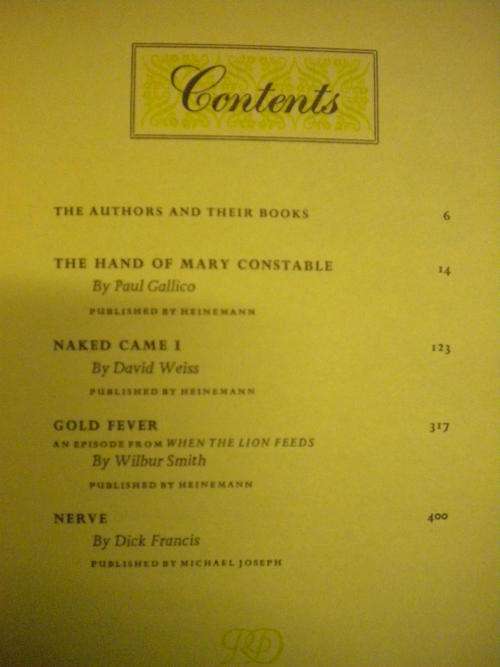 Contents
THE AUTHORS AND THEIR BOOKS 6
THE HAND OF MARY CONSTABLE 14
By Paul Gallico
PUBLISHED BY HEINEMANN
NAKED CAME I 123
By David Weiss
PUBLISHED BY HEINEMANN
GOLD FEVER 317
AN EPISODE FROM WHEN THE LION FEEDS
By Wilbur Smith
PUBLISHED BY HEINEMANN
NERVE 400
By Dick Francis
PUBLISHED BY MICHAEL JOSEPH